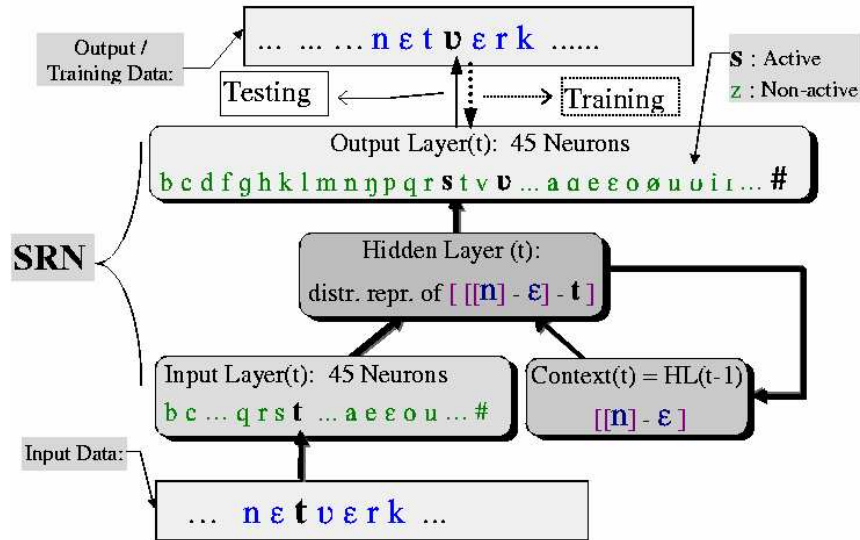 Output /
Training Data:
... ... ... n ε t ʋ ε r k ......
Testing
Training
s : Active
z : Non-active
Output Layer(t): 45 Neurons
b c d f g h k l m n ŋ p q r s t v ʋ ... a ɑ e ε o ø u ʊ i ɪ ... #
SRN
Hidden Layer (t):
distr. repr. of [ [[n] - ε] - t ]
Input Layer(t): 45 Neurons
b c ... q r s t ... a e ε o u ... #
Context(t) = HL(t-1)
[[n] - ε ]
Input Data:
... n ε t ʋ ε r k ...